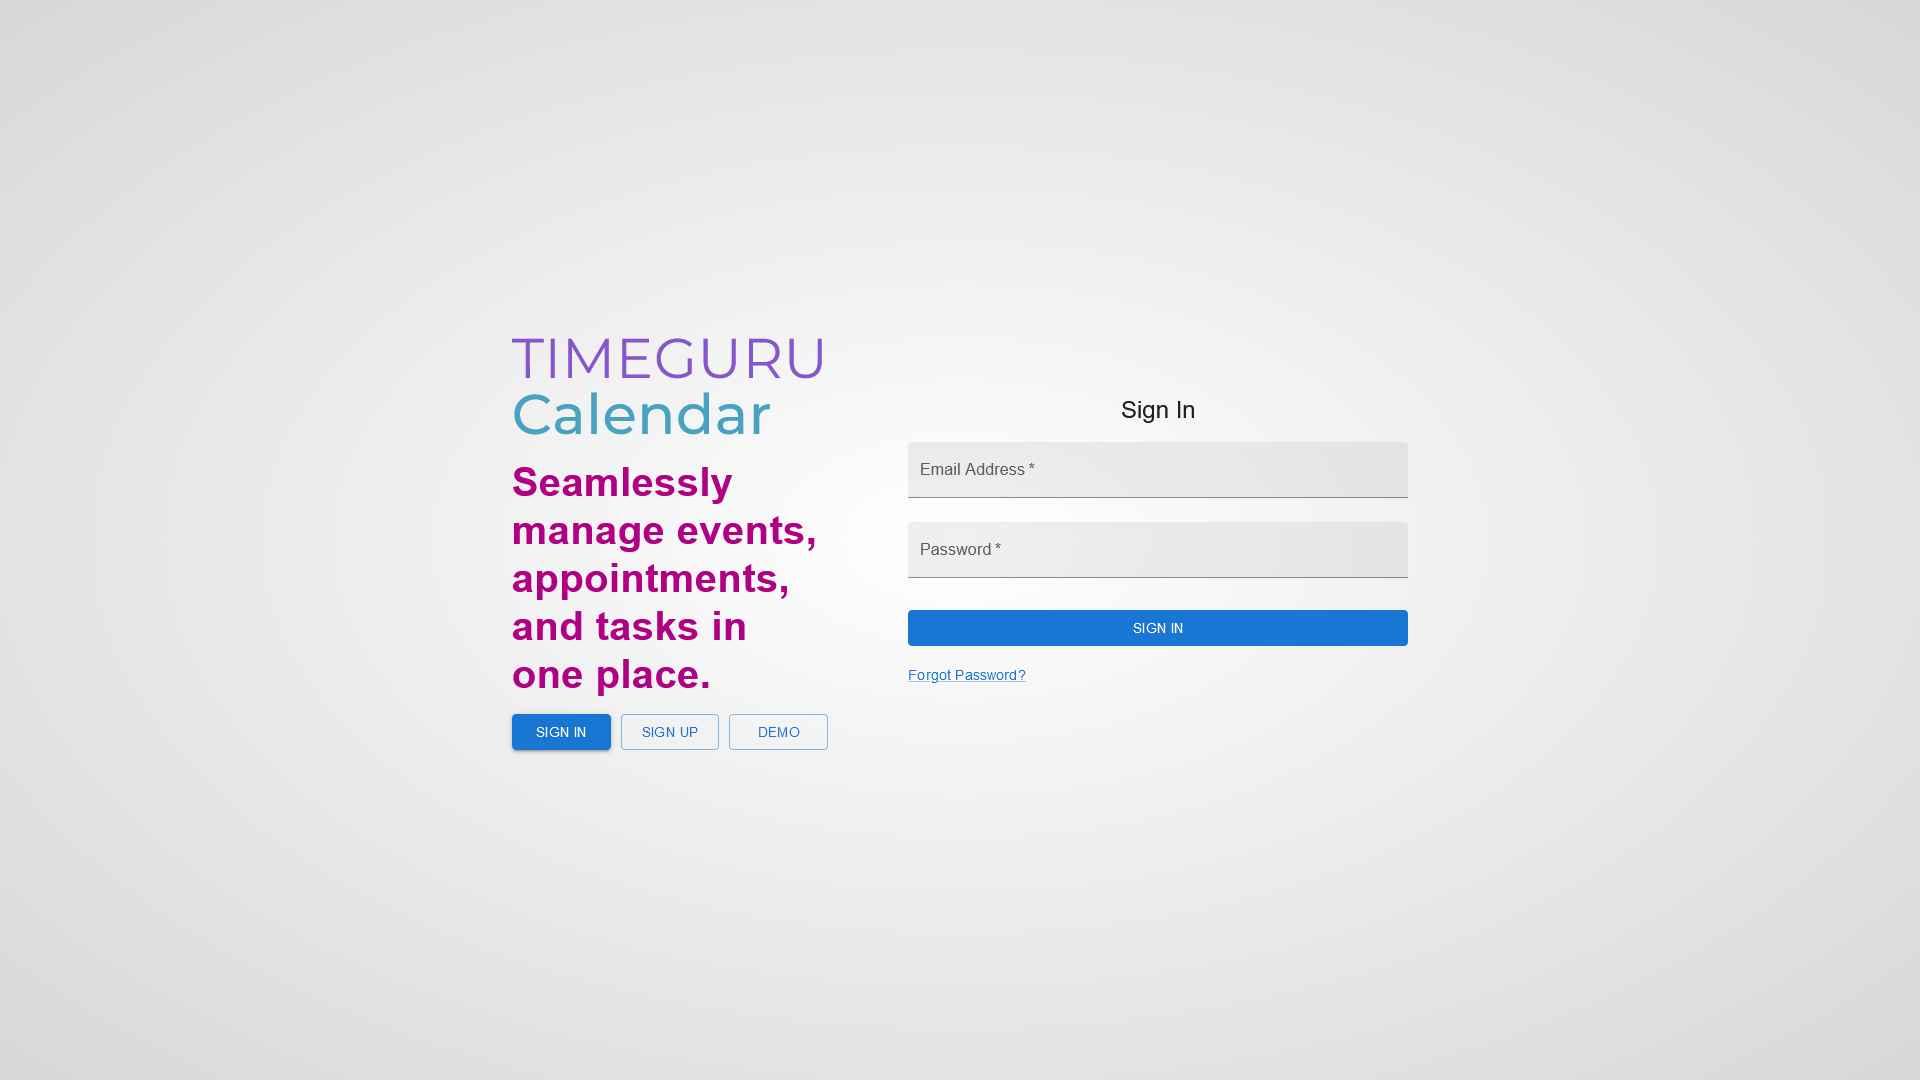 TIMEGURU
Calendar
Seamlessly
manage events,
appointments,
and tasks in
one place.
SIGN IN
SIGN UP
DEMO
Sign In
Email Address *
Password *
SIGN IN
Forgot Password?